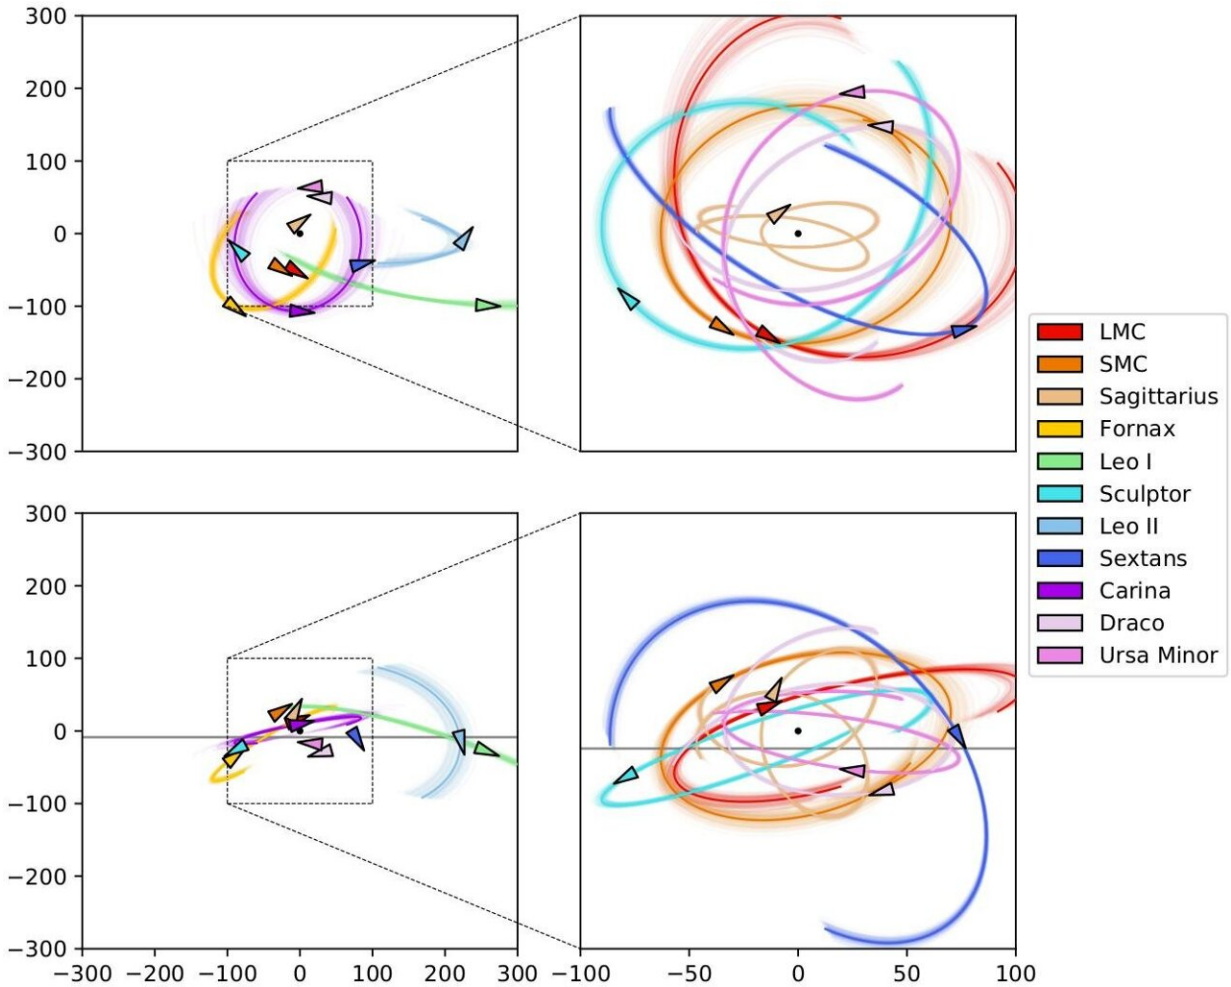 300
200
100
0
−100
−200
−300
300
200
100
0
−100
−200
−300
−300 −200 −100 0 100 200 300
−100 −50 0 50 100
LMC
SMC
Sagittarius
Fornax
Leo I
Sculptor
Leo II
Sextans
Carina
Draco
Ursa Minor